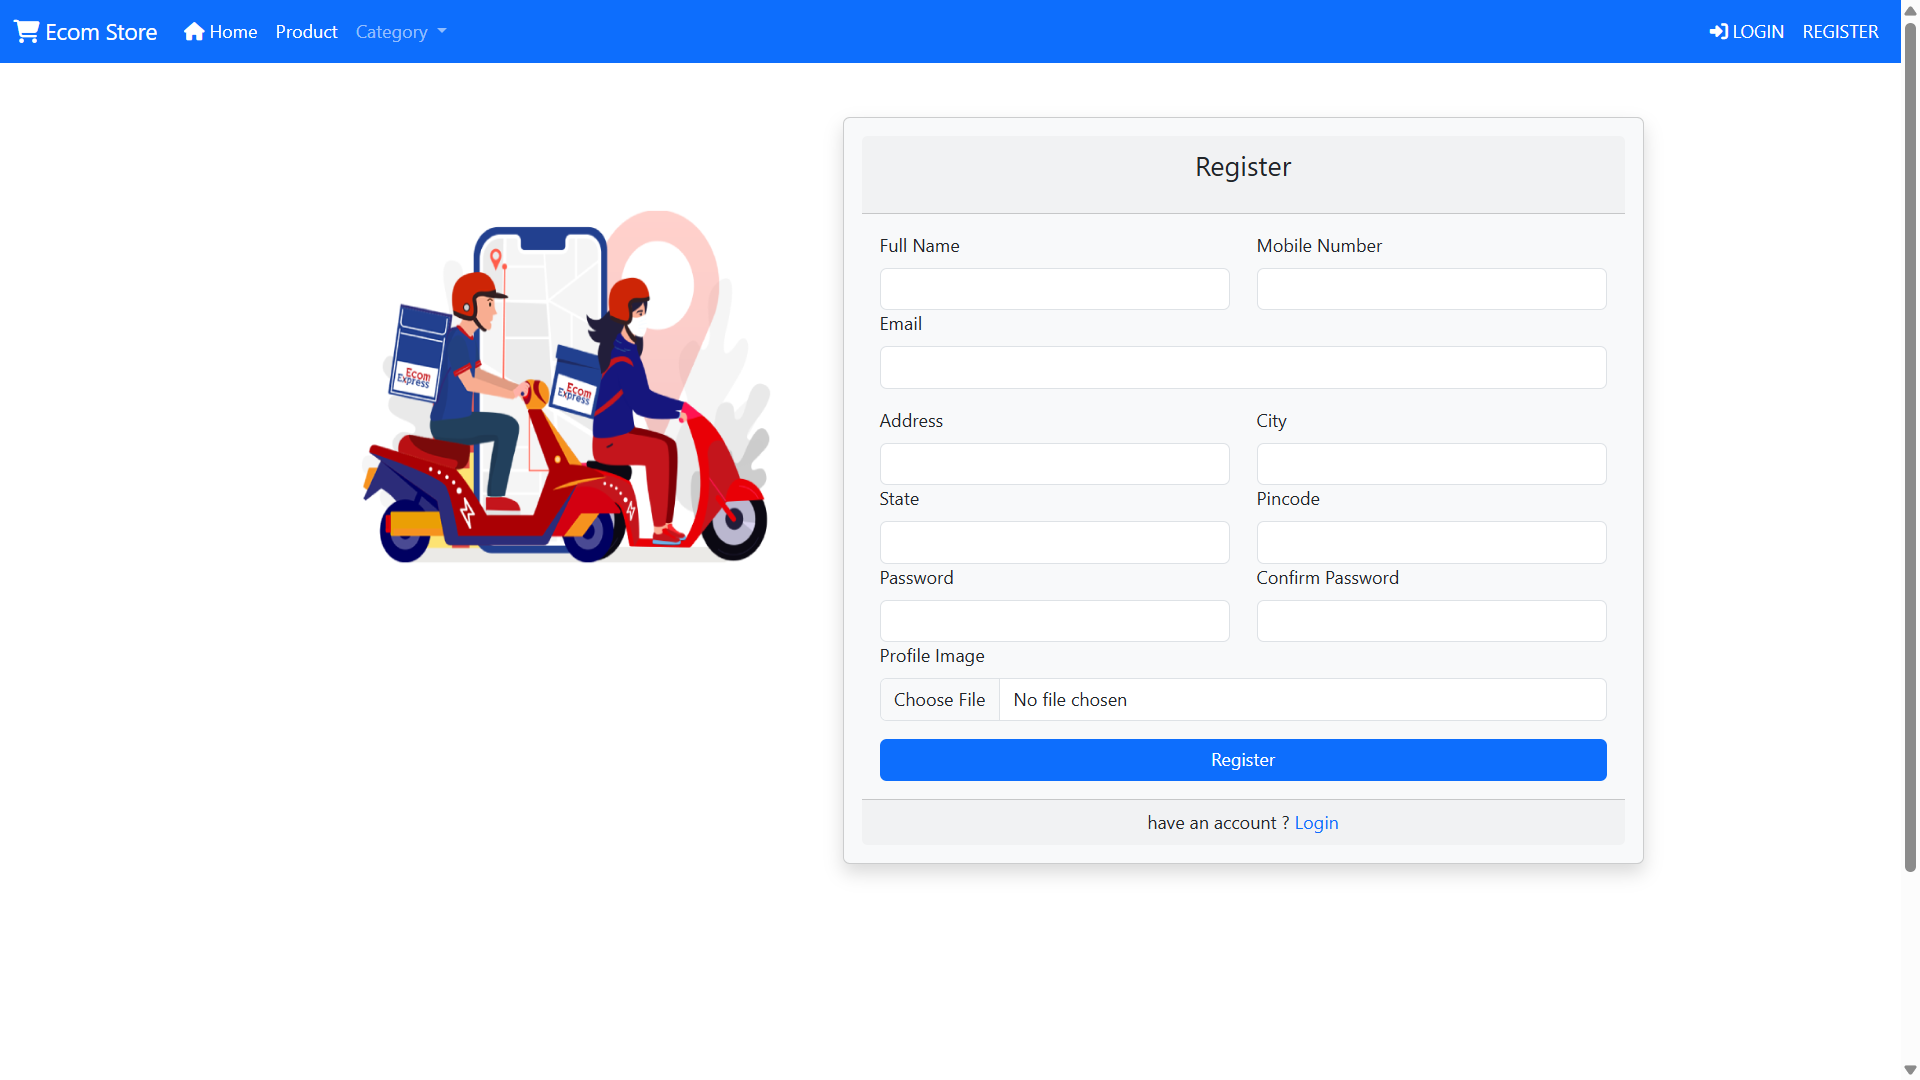 Ecom Store Home Product Category LOGIN REGISTER
Register
Full Name Mobile Number
Email
Address City
State Pincode
Password Confirm Password
Profile Image
Choose File No file chosen
Register
have an account ? Login
Ecom
Express
Ecom
Express